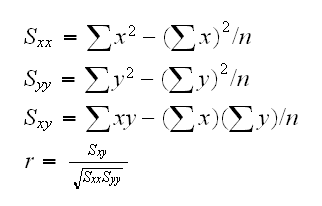 Sxx = ∑x² − (∑x)²/n
Syy = ∑y² − (∑y)²/n
Sxy = ∑xy − (∑x)(∑y)/n
r = Sxy / √SxxSyy